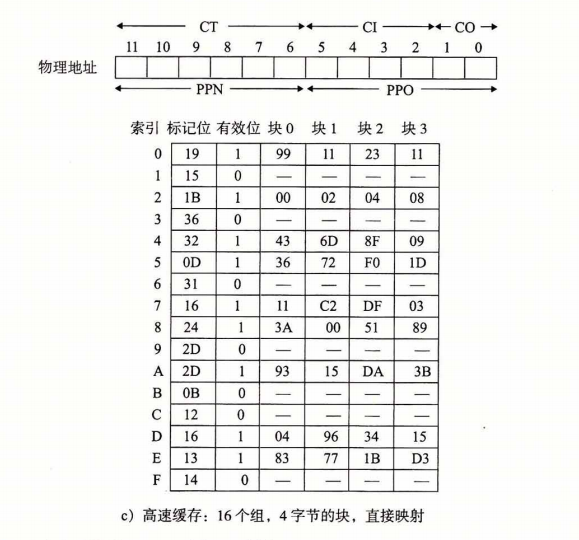 CT CI CO
11 10 9 8 7 6 5 4 3 2 1 0
物理地址
PPN PPO
索引 标记位 有效位 块0 块1 块2 块3
0 19 1 99 11 23 11
1 15 0 — — — —
2 1B 1 00 02 04 08
3 36 0 — — — —
4 32 1 43 6D 8F 09
5 0D 1 36 72 F0 1D
6 31 0 — — — —
7 16 1 11 C2 DF 03
8 24 1 3A 00 51 89
9 2D 0 — — — —
A 2D 1 93 15 DA 3B
B 0B 0 — — — —
C 12 0 — — — —
D 16 1 04 96 34 15
E 13 1 83 77 1B D3
F 14 0 — — — —
c）高速缓存：16个组，4字节的块，直接映射